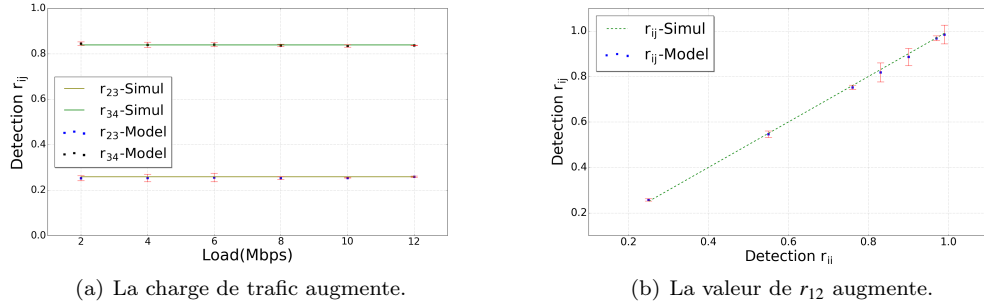 1.0
0.8
0.6
0.4
0.2
0.0
Detection r_ij
r_23-Simul
r_34-Simul
r_23-Model
r_34-Model
2 4 6 8 10 12
Load(Mbps)
(a) La charge de trafic augmente.
1.0
0.8
0.6
0.4
0.2
Detection r_ij
r_ij-Simul
r_ij-Model
0.2 0.4 0.6 0.8 1.0
Detection r_ii
(b) La valeur de r_12 augmente.